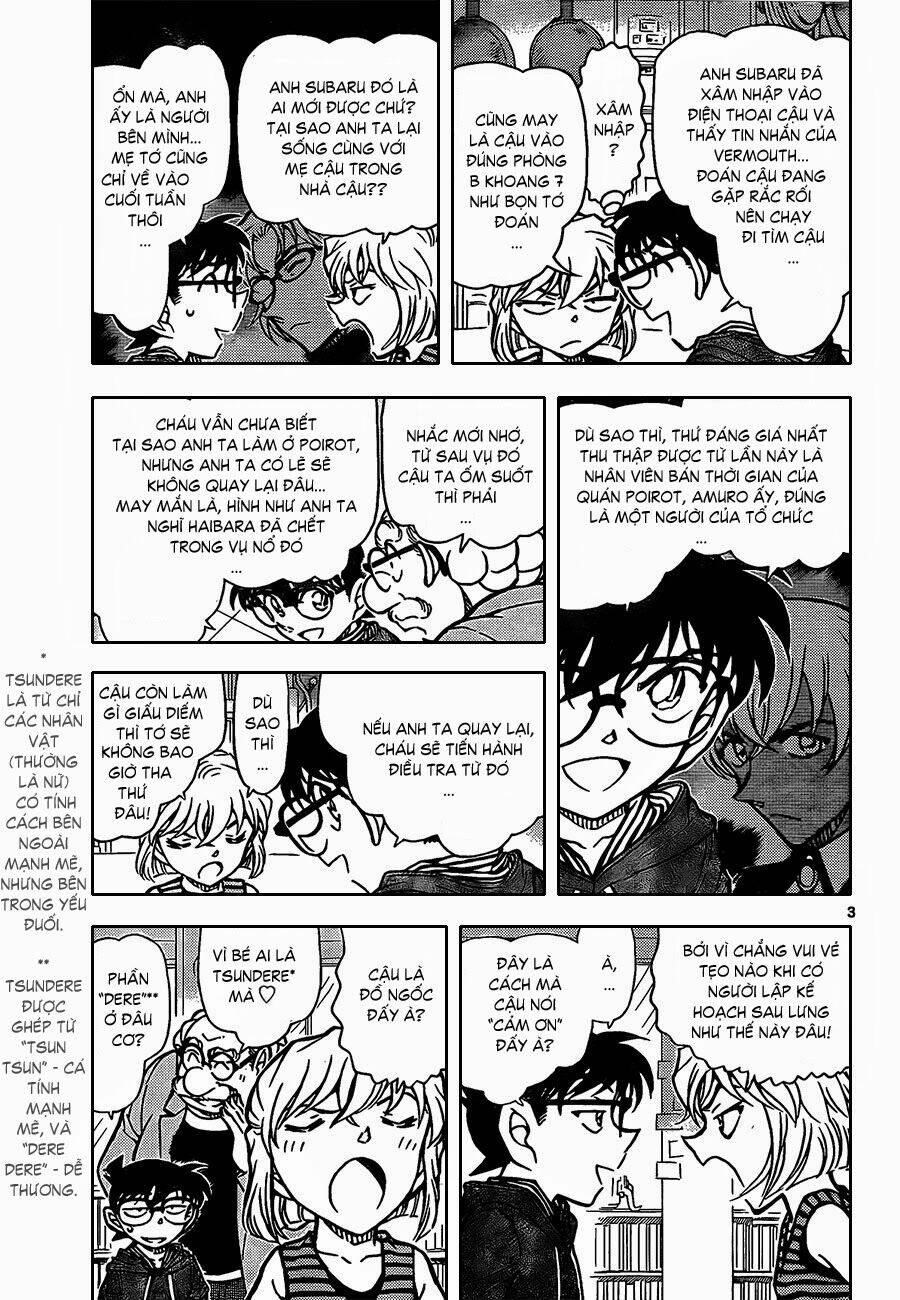 ANH SUBARU ĐÃ
XÂM NHẬP VÀO
ĐIỆN THOẠI CẬU VÀ
THẤY TIN NHẮN CỦA
VERMOUTH...
ĐOÁN CẬU ĐANG
GẶP RẮC RỐI
NÊN CHẠY
ĐI TÌM CẬU
...
XÂM
NHẬP
?
CŨNG MAY
LÀ CẬU VÀO
ĐÚNG PHÒNG
B KHOANG 7
NHƯ BỌN TỚ
ĐOÁN
...
ANH SUBARU ĐÓ LÀ
AI MỚI ĐƯỢC CHỨ?
TẠI SAO ANH TA LẠI
SỐNG CÙNG VỚI
MẸ CẬU TRONG
NHÀ CẬU??
ỔN MÀ, ANH
ẤY LÀ NGƯỜI
BÊN MÌNH...
MẸ TỚ CŨNG
CHỈ VỀ VÀO
CUỐI TUẦN
THÔI
...
DÙ SAO THÌ, THỨ ĐÁNG GIÁ NHẤT
THU THẬP ĐƯỢC TỪ LẦN NÀY LÀ
NHÂN VIÊN BÁN THỜI GIAN CỦA
QUÁN POIROT, AMURO ẤY, ĐÚNG
LÀ MỘT NGƯỜI CỦA TỔ CHỨC
...
NHẮC MỚI NHỚ,
TỪ SAU VỤ ĐÓ
CẬU TA ỐM SUỐT
THÌ PHẢI
...
CHÁU VẪN CHƯA BIẾT
TẠI SAO ANH TA LÀM Ở POIROT,
NHƯNG ANH TA CÓ LẼ SẼ
KHÔNG QUAY LẠI ĐÂU...
MAY MẮN LÀ, HÌNH NHƯ ANH TA
NGHĨ HAIBARA ĐÃ CHẾT
TRONG VỤ NỔ ĐÓ
...
NẾU ANH TA QUAY LẠI,
CHÁU SẼ TIẾN HÀNH
ĐIỀU TRA TỪ ĐÓ
...
DÙ
SAO
THÌ
...
CẬU CÒN LÀM
GÌ GIẤU DIẾM
THÌ TỚ SẼ
KHÔNG BAO
GIỜ THA
THỨ
ĐÂU!
3
BỞI VÌ CHẲNG VUI VẺ
TẸO NÀO KHI CÓ
NGƯỜI LẬP KẾ
HOẠCH SAU LƯNG
NHƯ THẾ NÀY ĐÂU!
À,
...
ĐÂY LÀ
CÁCH MÀ
CẬU NÓI
"CẢM ƠN"
ĐẤY À?
CẬU LÀ
ĐỒ NGỐC
ĐẤY À?
VÌ BÉ AI LÀ
TSUNDERE*
MÀ ♡
PHẦN
"DERE"**
Ở ĐÂU
CƠ?
*
TSUNDERE
LÀ TỪ CHỈ
CÁC NHÂN
VẬT
(THƯỜNG
LÀ NỮ)
CÓ TÍNH
CÁCH BÊN
NGOÀI
MẠNH MẼ,
NHƯNG BÊN
TRONG YẾU
ĐUỐI.
**
TSUNDERE
ĐƯỢC
GHÉP TỪ
"TSUN
TSUN" - CÁ
TÍNH
MẠNH
MẼ, VÀ
"DERE
DERE" - DỄ
THƯƠNG.